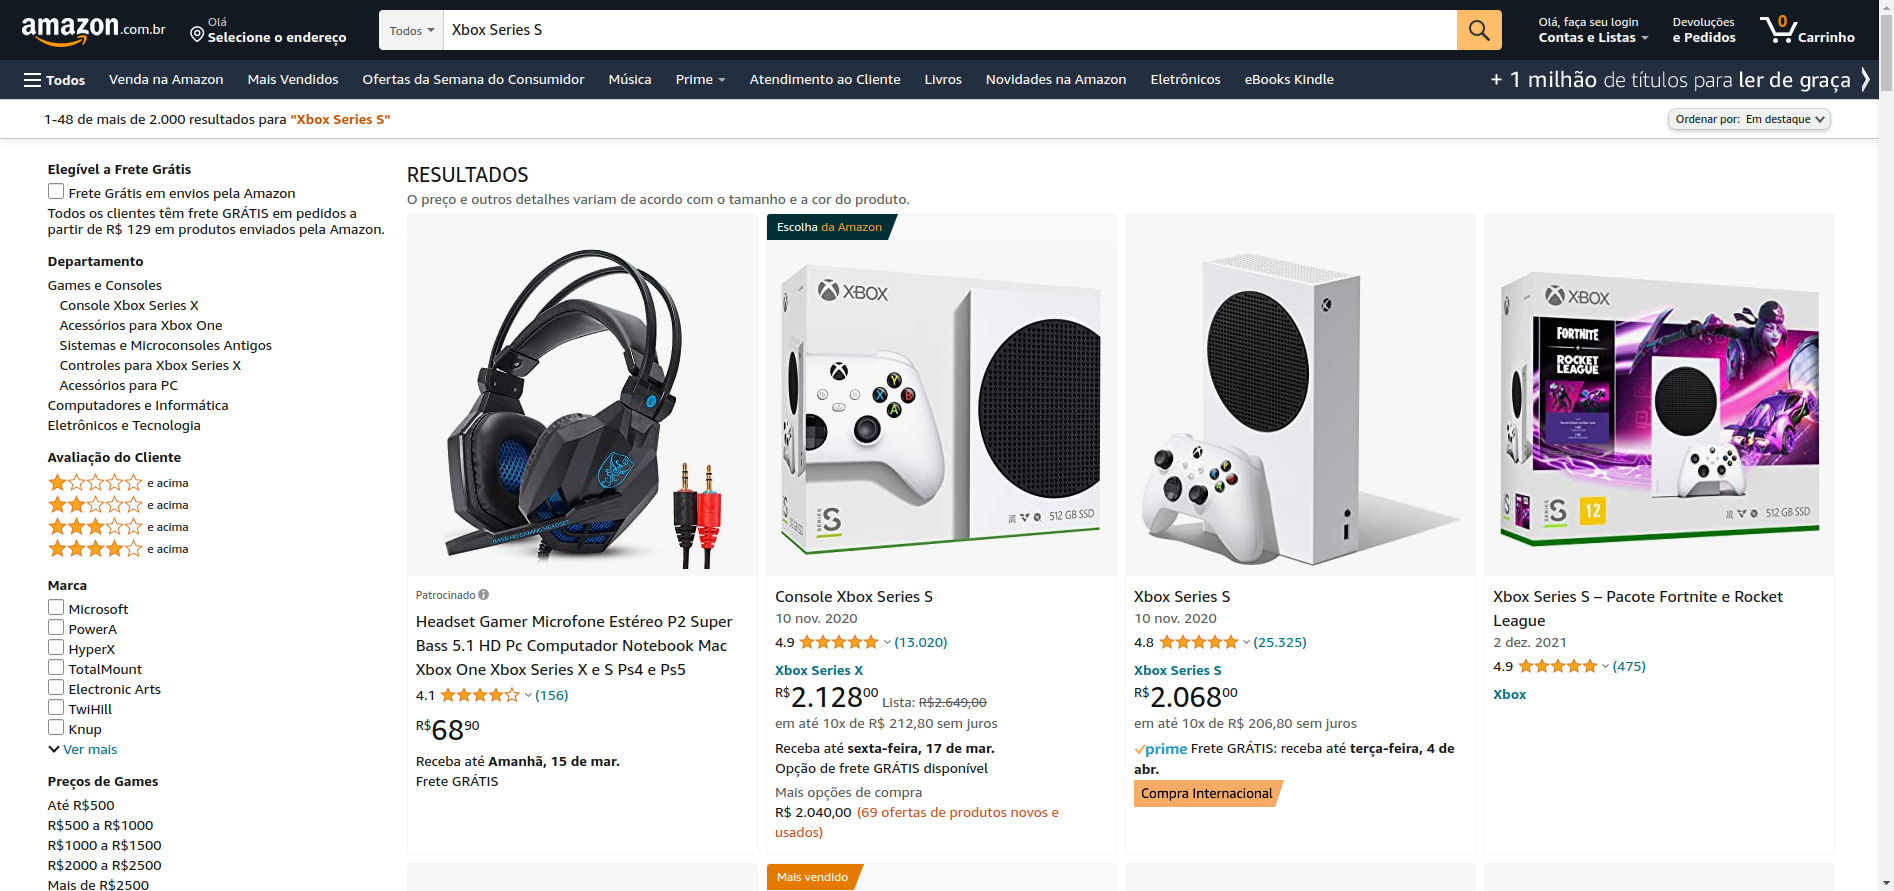 amazon.com.br
Olá
Selecione o endereço
Todos
Xbox Series S
Olá, faça seu login
Contas e Listas
Devoluções
e Pedidos
0
Carrinho
Todos
Venda na Amazon
Mais Vendidos
Ofertas da Semana do Consumidor
Música
Prime
Atendimento ao Cliente
Livros
Novidades na Amazon
Eletrônicos
eBooks Kindle
+ 1 milhão de títulos para ler de graça
1-48 de mais de 2.000 resultados para "Xbox Series S"
Ordenar por: Em destaque
Elegível a Frete Grátis
Frete Grátis em envios pela Amazon
Todos os clientes têm frete GRÁTIS em pedidos a
partir de R$ 129 em produtos enviados pela Amazon.
Departamento
Games e Consoles
Console Xbox Series X
Acessórios para Xbox One
Sistemas e Microconsoles Antigos
Controles para Xbox Series X
Acessórios para PC
Computadores e Informática
Eletrônicos e Tecnologia
Avaliação do Cliente
e acima
e acima
e acima
e acima
Marca
Microsoft
PowerA
HyperX
TotalMount
Electronic Arts
TwiHill
Knup
Ver mais
Preços de Games
Até R$500
R$500 a R$1000
R$1000 a R$1500
R$2000 a R$2500
Mais de R$2500
RESULTADOS
O preço e outros detalhes variam de acordo com o tamanho e a cor do produto.
BASS HD GAMING HEADSET
Patrocinado
Headset Gamer Microfone Estéreo P2 Super
Bass 5.1 HD Pc Computador Notebook Mac
Xbox One Xbox Series X e S Ps4 e Ps5
4.1 (156)
R$6890
Receba até Amanhã, 15 de mar.
Frete GRÁTIS
Escolha da Amazon
XBOX
Y
X
B
A
SERIES
S
512 GB SSD
Console Xbox Series S
10 nov. 2020
4.9 (13.020)
Xbox Series X
R$2.12800 Lista: R$2.649,00
em até 10x de R$ 212,80 sem juros
Receba até sexta-feira, 17 de mar.
Opção de frete GRÁTIS disponível
Mais opções de compra
R$ 2.040,00 (69 ofertas de produtos novos e
usados)
Mais vendido
Xbox Series S
10 nov. 2020
4.8 (25.325)
Xbox Series S
R$2.06800
em até 10x de R$ 206,80 sem juros
prime Frete GRÁTIS: receba até terça-feira, 4 de
abr.
Compra Internacional
XBOX
FORTNITE
+
ROCKET
LEAGUE
SERIES
S
12
512 GB SSD
Xbox Series S – Pacote Fortnite e Rocket
League
2 dez. 2021
4.9 (475)
Xbox